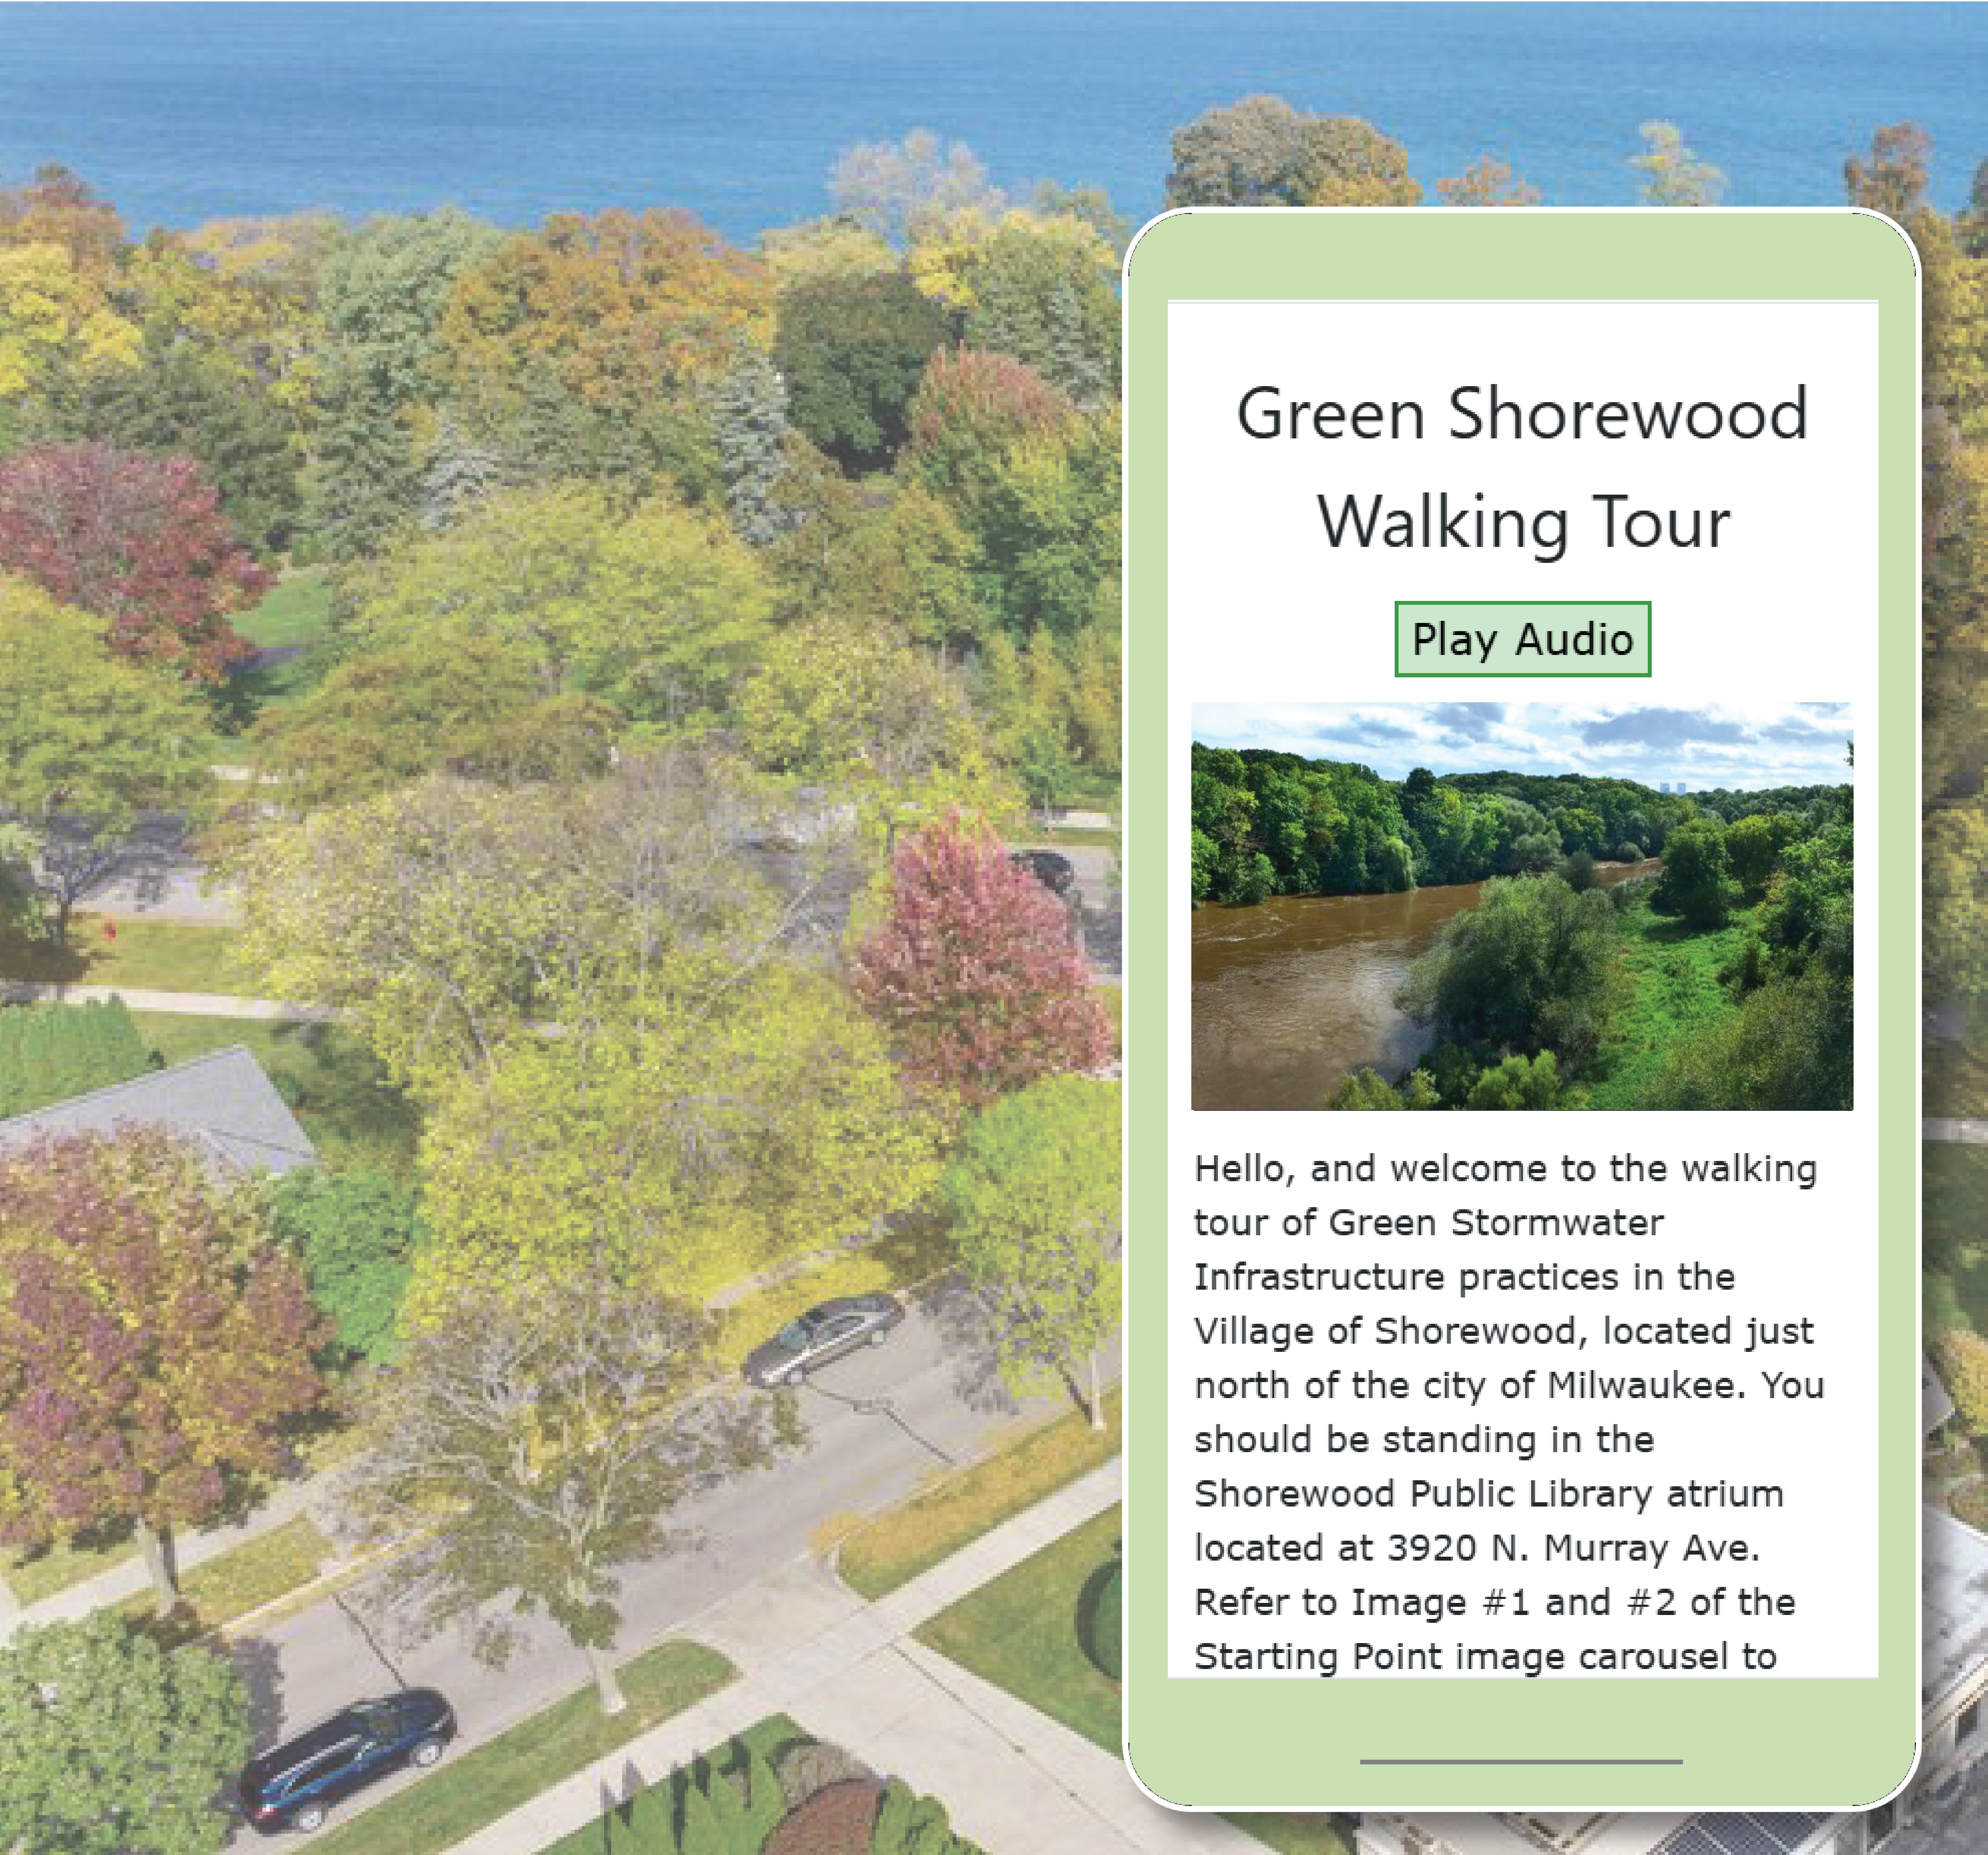 Green Shorewood
Walking Tour
Play Audio
Hello, and welcome to the walking
tour of Green Stormwater
Infrastructure practices in the
Village of Shorewood, located just
north of the city of Milwaukee. You
should be standing in the
Shorewood Public Library atrium
located at 3920 N. Murray Ave.
Refer to Image #1 and #2 of the
Starting Point image carousel to